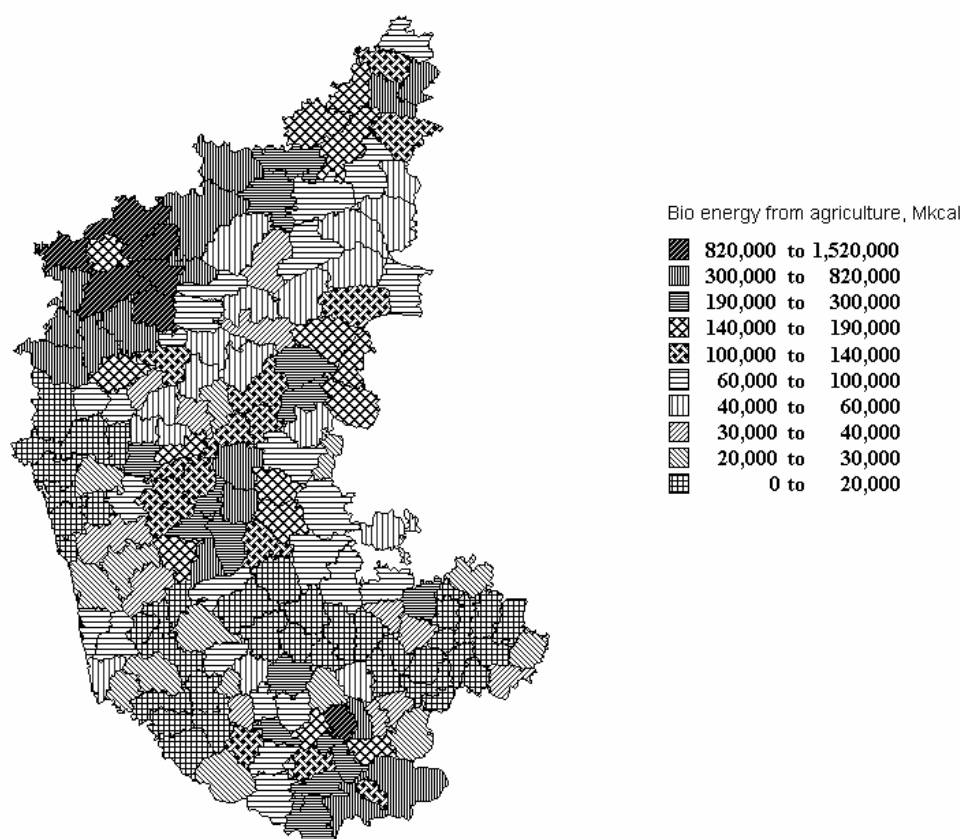 Bio energy from agriculture, Mkcal
820,000 to 1,520,000
300,000 to 820,000
190,000 to 300,000
140,000 to 190,000
100,000 to 140,000
60,000 to 100,000
40,000 to 60,000
30,000 to 40,000
20,000 to 30,000
0 to 20,000